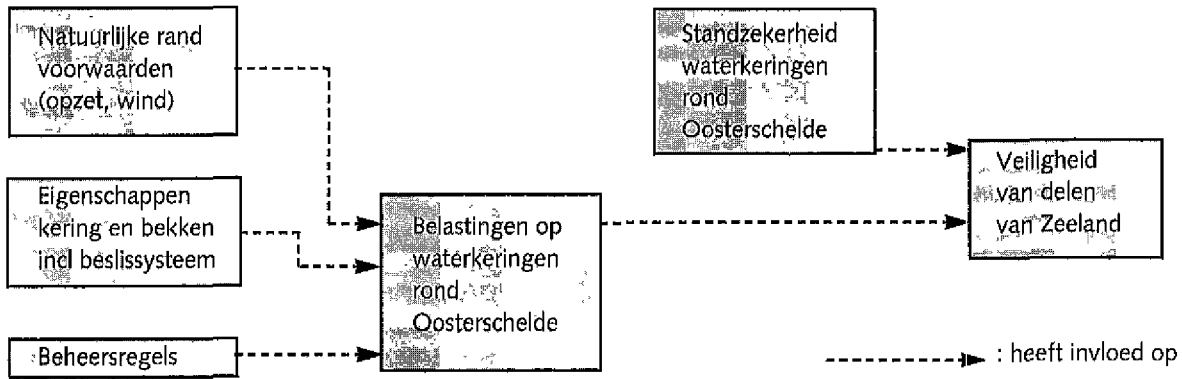 Natuurlijke rand
voorwaarden
(opzet, wind)
Eigenschappen
kering en bekken
incl beslissysteem
Beheersregels
Belastingen op
waterkeringen
rond
Oosterschelde
Standzekerheid
waterkeringen
rond
Oosterschelde
Veiligheid
van delen
van Zeeland
: heeft invloed op